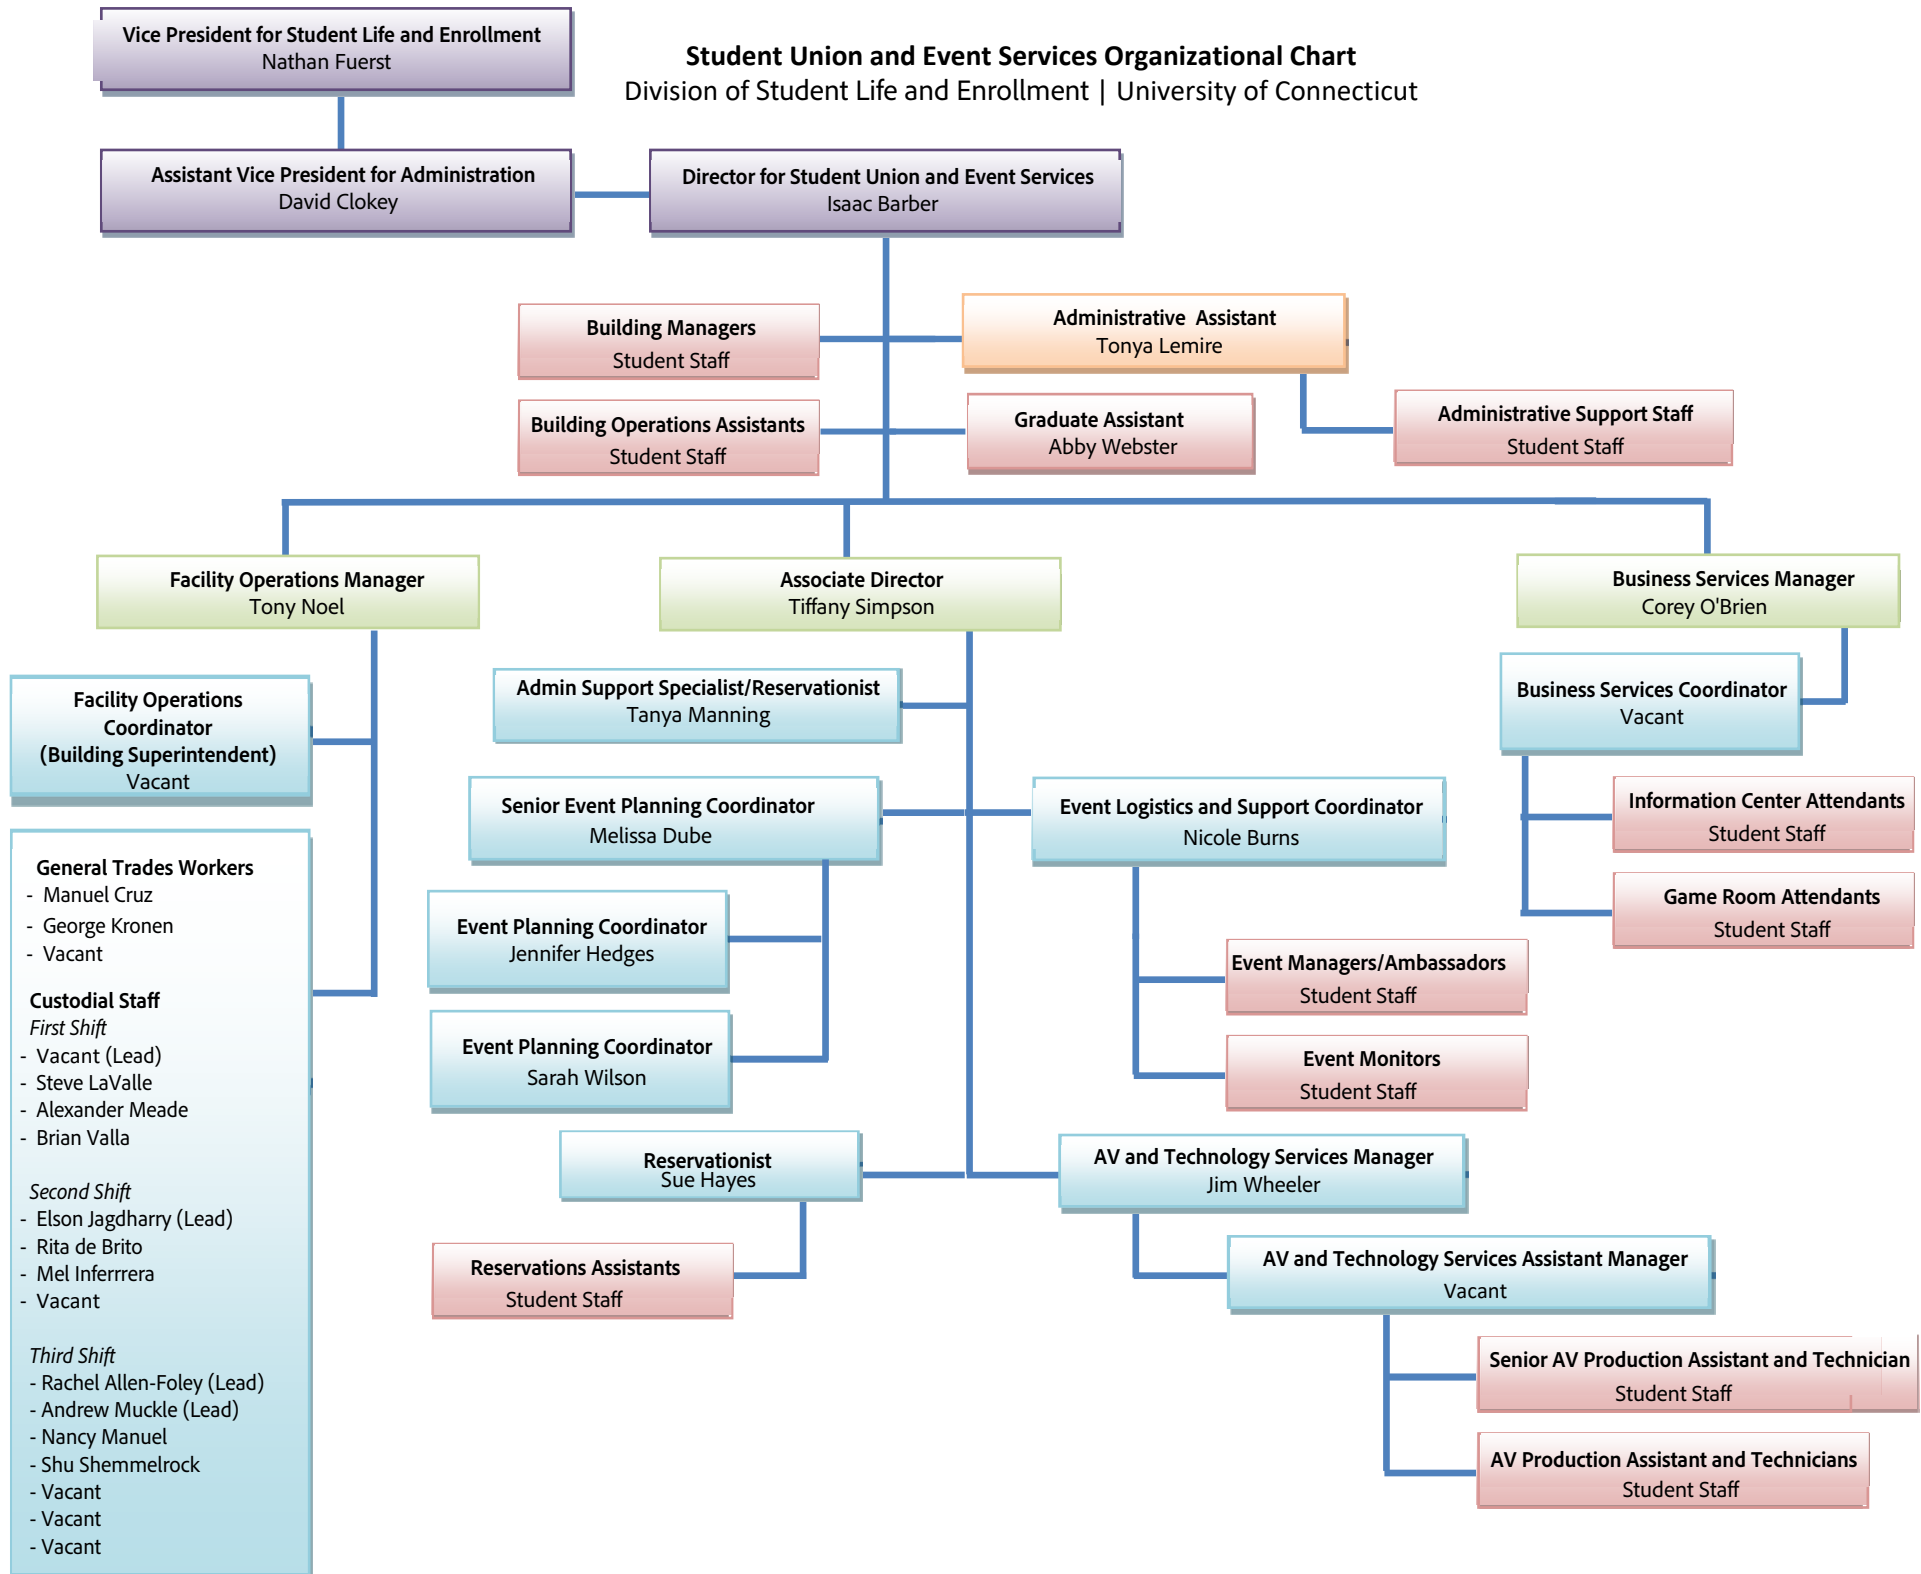 Vice President for Student Life and Enrollment
Nathan Fuerst
Student Union and Event Services Organizational Chart
Division of Student Life and Enrollment | University of Connecticut
Assistant Vice President for Administration
David Clokey
Director for Student Union and Event Services
Isaac Barber
Building Managers
Student Staff
Administrative Assistant
Tonya Lemire
Building Operations Assistants
Student Staff
Graduate Assistant
Abby Webster
Administrative Support Staff
Student Staff
Facility Operations Manager
Tony Noel
Associate Director
Tiffany Simpson
Business Services Manager
Corey O'Brien
Facility Operations
Coordinator
(Building Superintendent)
Vacant
General Trades Workers
- Manuel Cruz
- George Kronen
- Vacant
Custodial Staff
First Shift
- Vacant (Lead)
- Steve LaValle
- Alexander Meade
- Brian Valla
Second Shift
- Elson Jagdharry (Lead)
- Rita de Brito
- Mel Inferrrera
- Vacant
Third Shift
- Rachel Allen-Foley (Lead)
- Andrew Muckle (Lead)
- Nancy Manuel
- Shu Shemmelrock
- Vacant
- Vacant
- Vacant
Admin Support Specialist/Reservationist
Tanya Manning
Senior Event Planning Coordinator
Melissa Dube
Event Planning Coordinator
Jennifer Hedges
Event Planning Coordinator
Sarah Wilson
Reservationist
Sue Hayes
Reservations Assistants
Student Staff
Event Logistics and Support Coordinator
Nicole Burns
Event Managers/Ambassadors
Student Staff
Event Monitors
Student Staff
AV and Technology Services Manager
Jim Wheeler
AV and Technology Services Assistant Manager
Vacant
Senior AV Production Assistant and Technician
Student Staff
AV Production Assistant and Technicians
Student Staff
Business Services Coordinator
Vacant
Information Center Attendants
Student Staff
Game Room Attendants
Student Staff